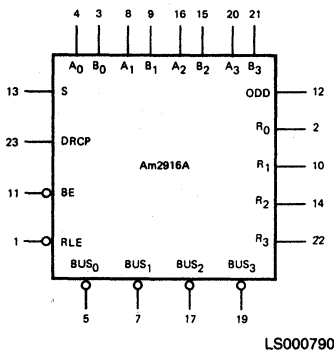 4 3 8 9 16 15 20 21
A0 B0 A1 B1 A2 B2 A3 B3
13 S ODD 12
R0 2
23 DRCP
Am2916A R1 10
11 BE R2 14
1 RLE R3 22
BUS0 BUS1 BUS2 BUS3
5 7 17 19
LS000790